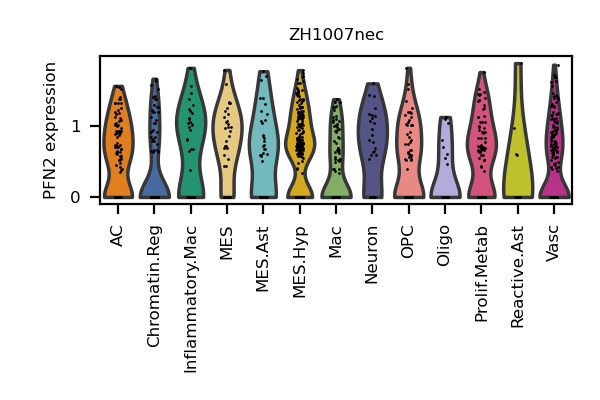 ZH1007nec
PFN2 expression
1
0
AC
Chromatin.Reg
Inflammatory.Mac
MES
MES.Ast
MES.Hyp
Mac
Neuron
OPC
Oligo
Prolif.Metab
Reactive.Ast
Vasc